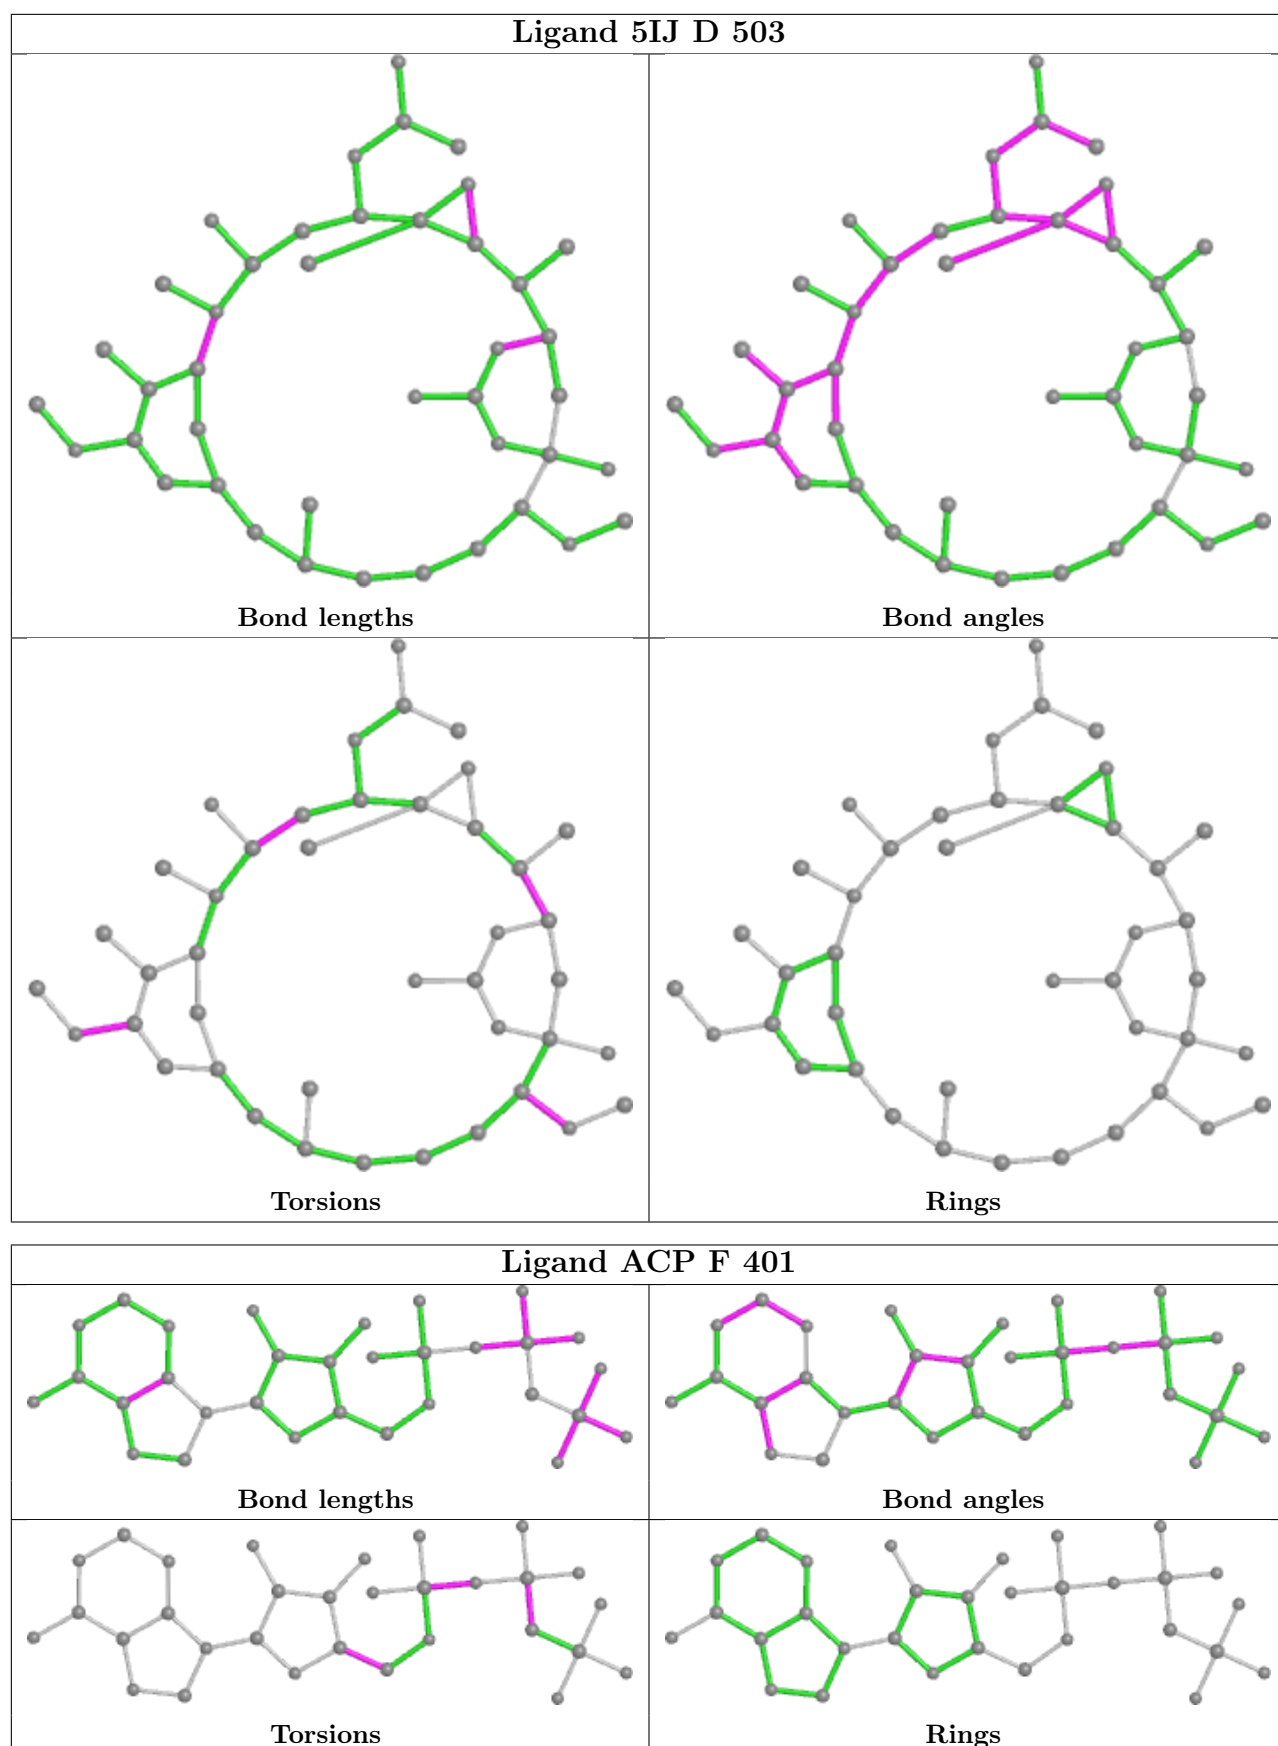 Ligand 5IJ D 503
Bond lengths
Bond angles
Torsions
Rings
Ligand ACP F 401
Bond lengths
Bond angles
Torsions
Rings